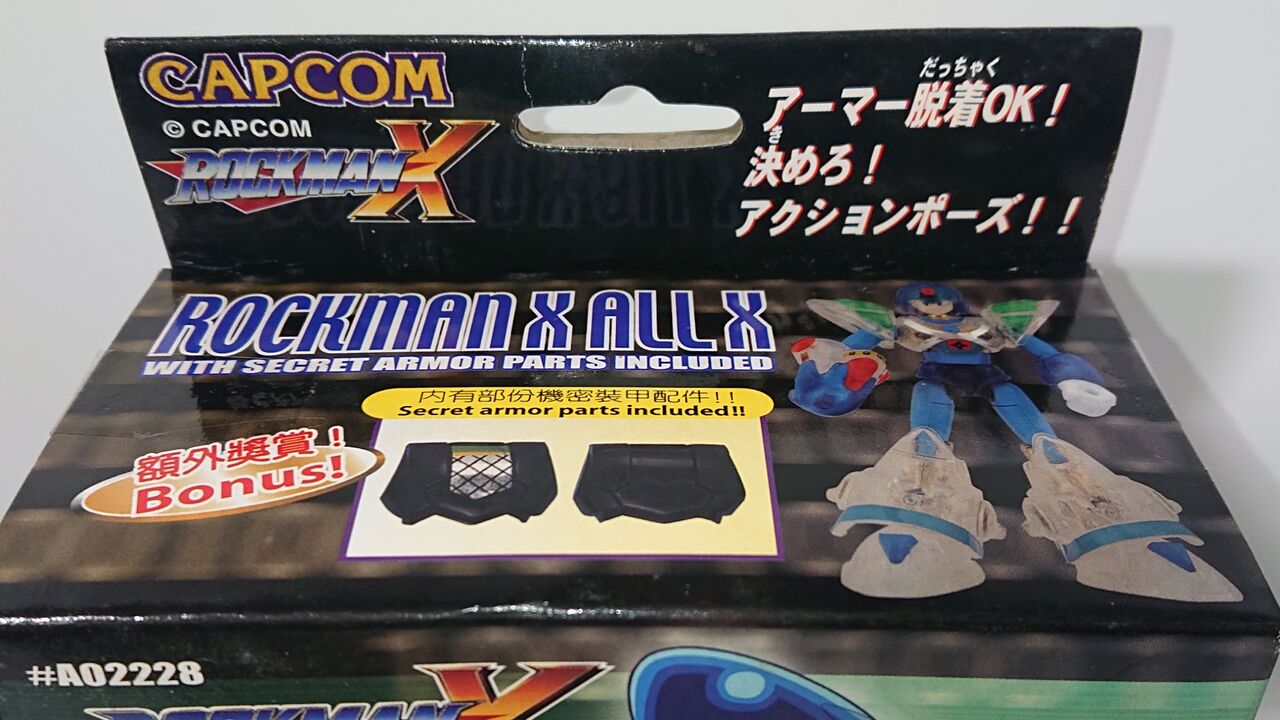 CAPCOM
© CAPCOM
ROCKMAN X
だっちゃく
アーマー脱着OK!
き
決めろ!
アクションポーズ!!
ROCKMAN X ALL X
WITH SECRET ARMOR PARTS INCLUDED
內有部份機密裝甲配件!!
Secret armor parts included!!
額外獎賞!
Bonus!
#A02228
ROCKMAN X